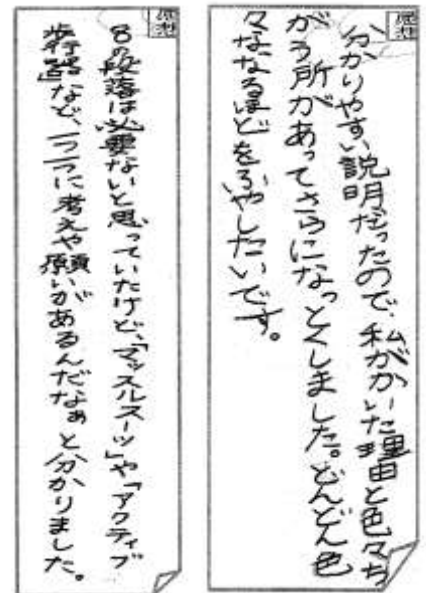 感想
分かりやすい説明だったので、私がかいた理由と色々ち
がう所があってさらになっとくしました。どんどん色
々ななるほどをふやしたいです。
感想
8の段落は必要ないと思っていたけど、「マッスルスーツ」や「アクティブ
歩行器」など、一つ一つに考えや願いがあるんだなぁと分かりました。